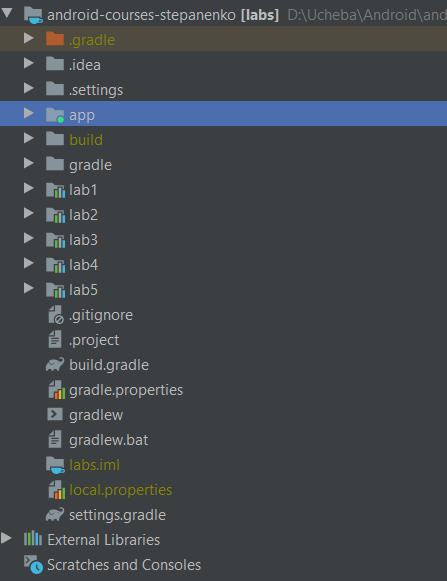 android-courses-stepanenko [labs] D:\Ucheba\Android\and
.gradle
.idea
.settings
app
build
gradle
lab1
lab2
lab3
lab4
lab5
.gitignore
.project
build.gradle
gradle.properties
gradlew
gradlew.bat
labs.iml
local.properties
settings.gradle
External Libraries
Scratches and Consoles